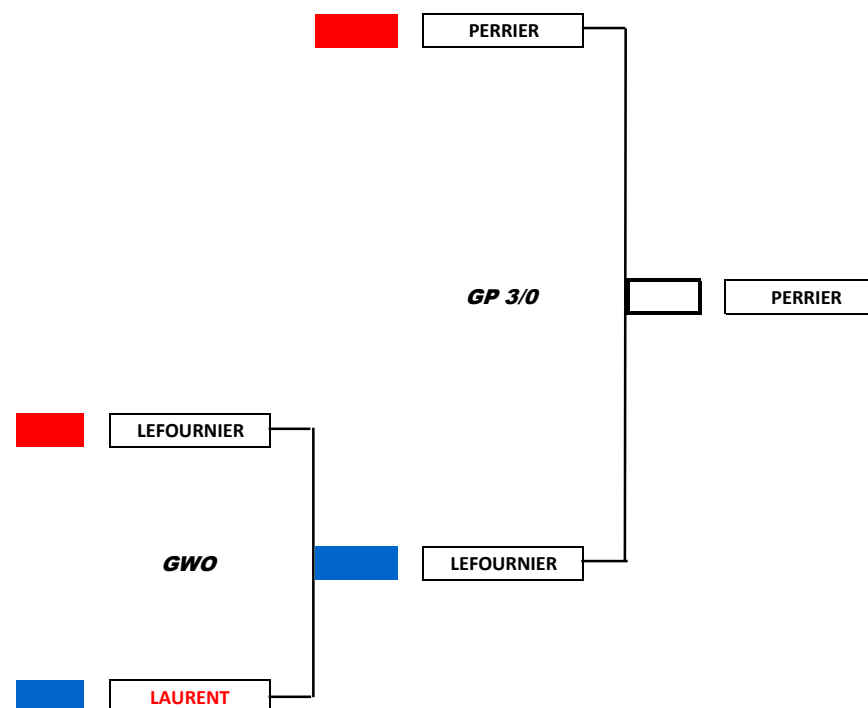 PERRIER
GP 3/0
PERRIER
LEFOURNIER
GWO
LEFOURNIER
LAURENT